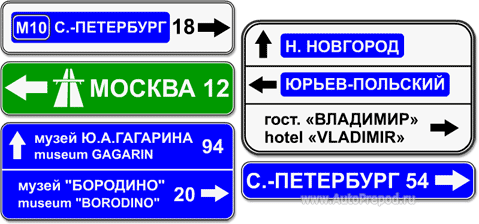 М10 С.-ПЕТЕРБУРГ 18
МОСКВА 12
музей Ю.А.ГАГАРИНА
museum GAGARIN
94
музей "БОРОДИНО"
museum "BORODINO"
20
Н. НОВГОРОД
ЮРЬЕВ-ПОЛЬСКИЙ
гост. «ВЛАДИМИР»
hotel «VLADIMIR»
С.-ПЕТЕРБУРГ 54
www.AutoPrepod.ru